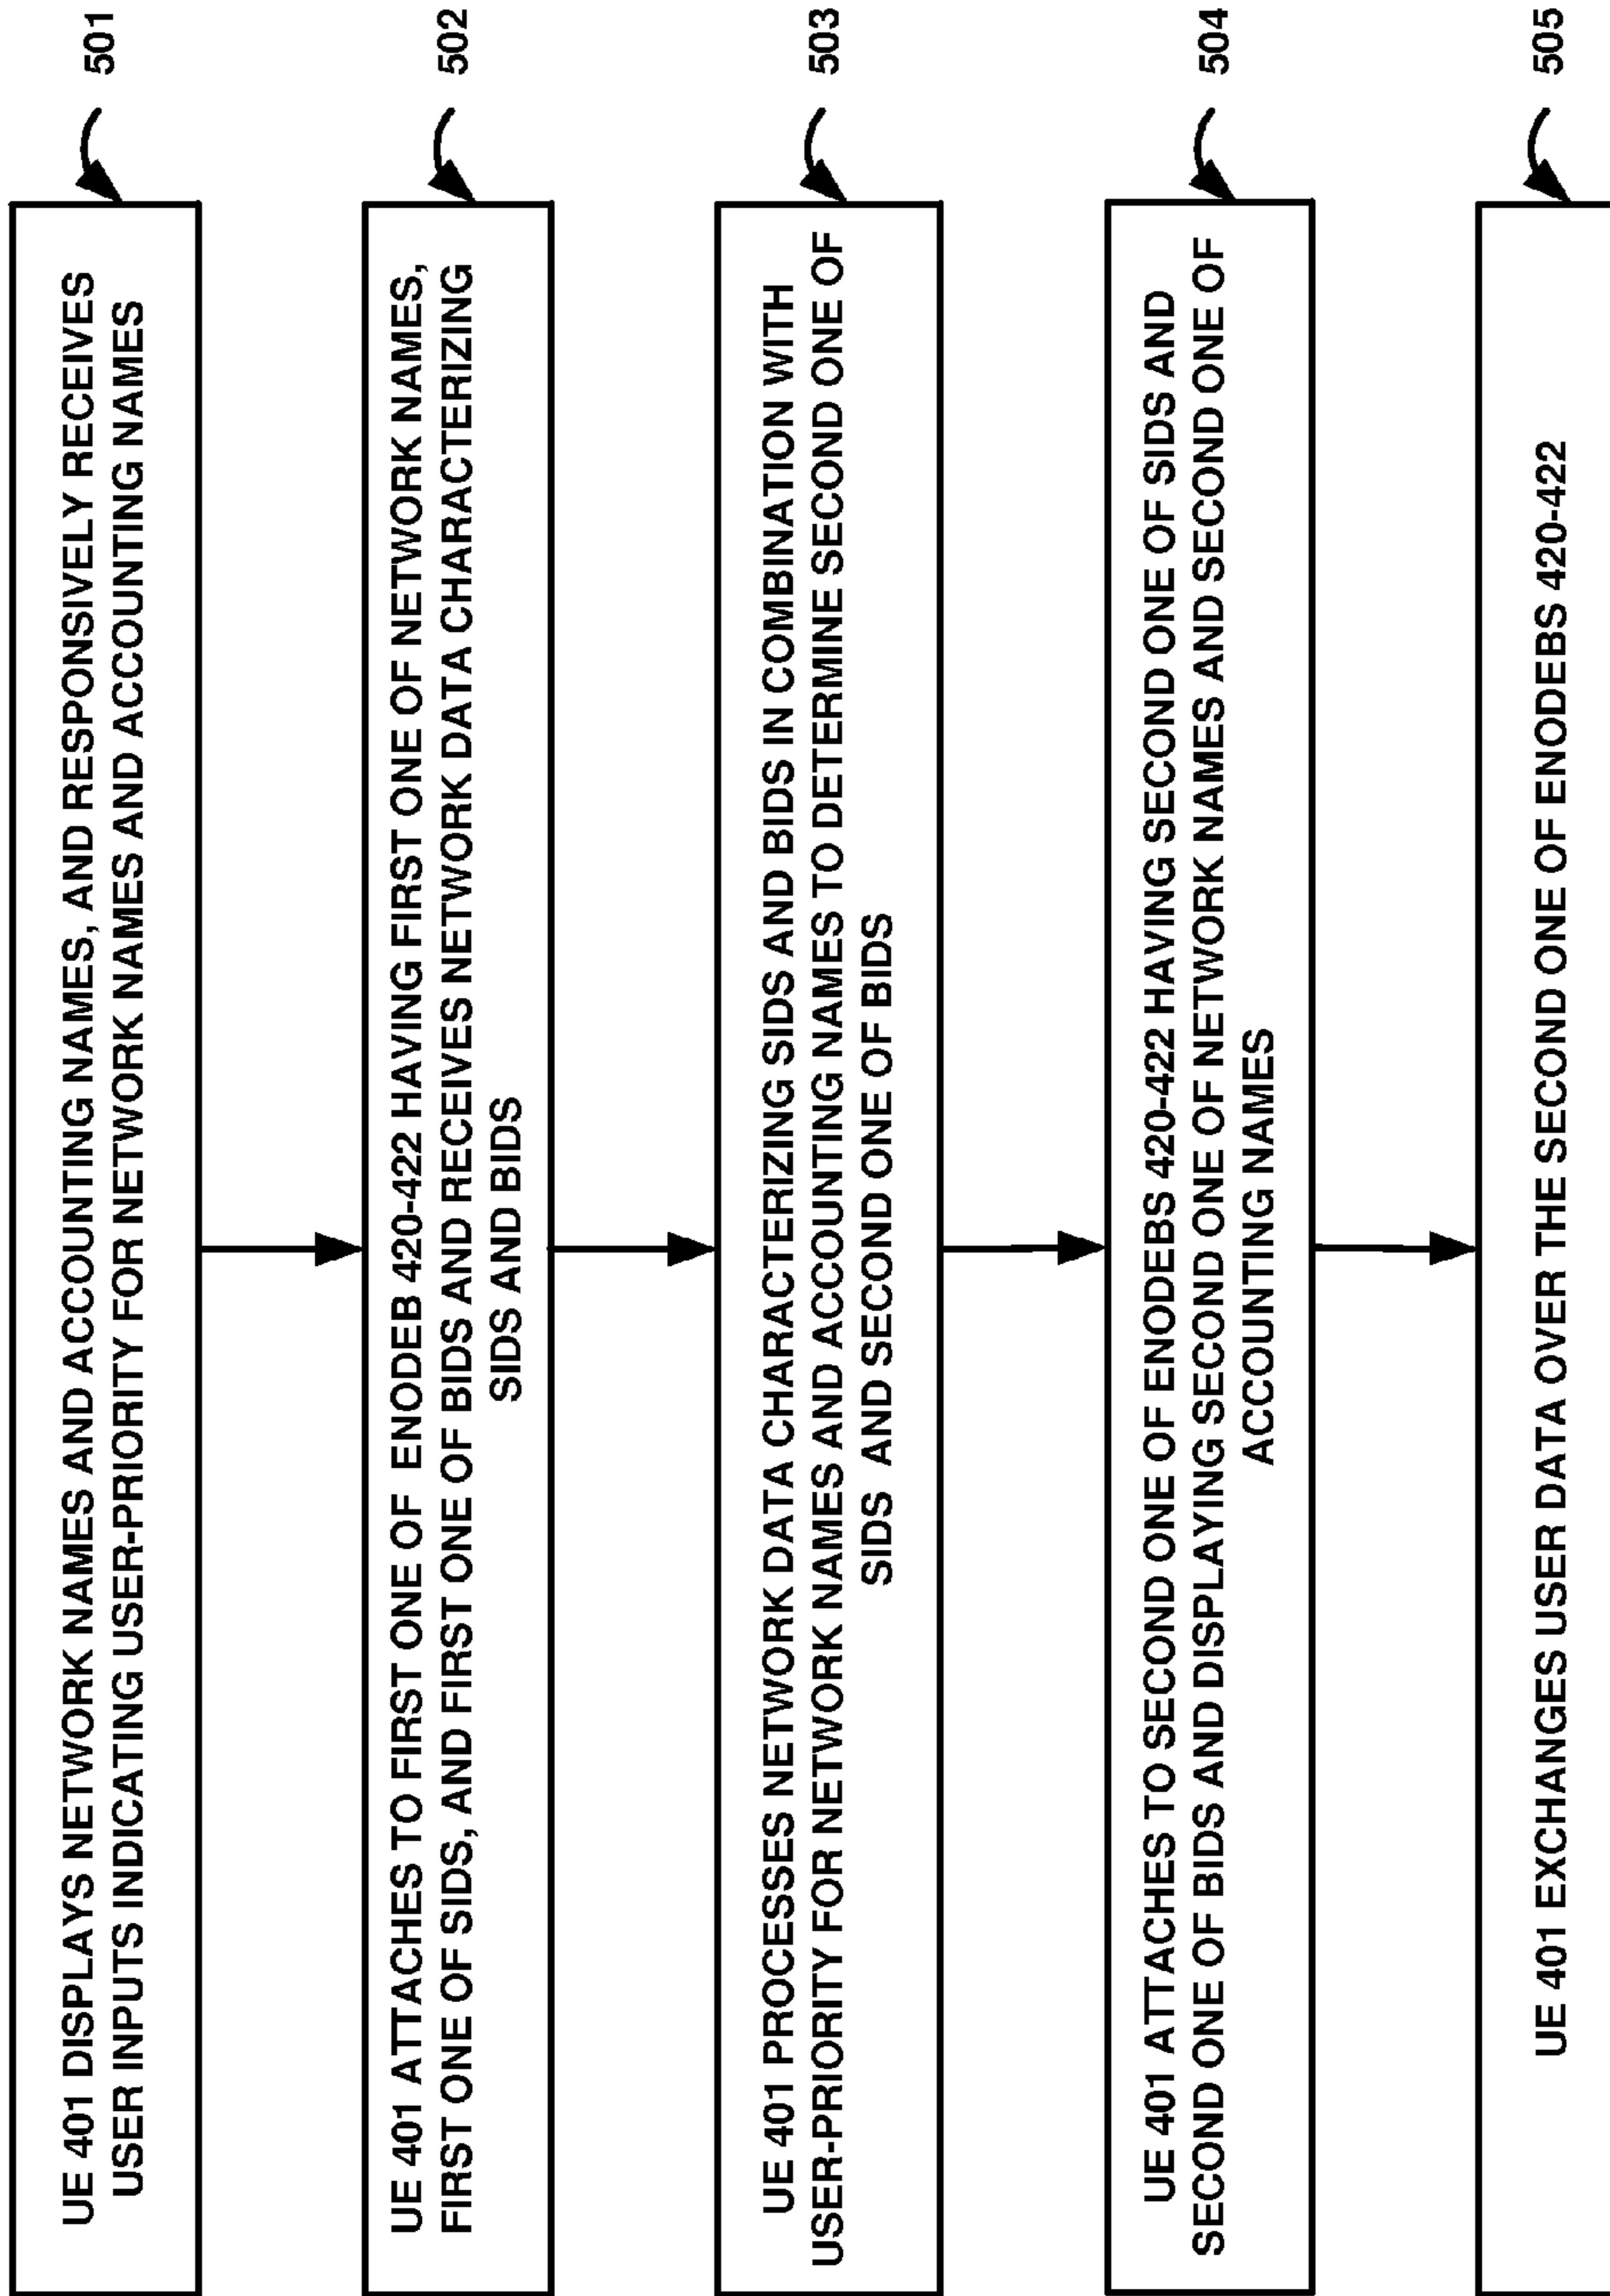 UE 401 DISPLAYS NETWORK NAMES AND ACCOUNTING NAMES, AND RESPONSIVELY RECEIVES
USER INPUTS INDICATING USER-PRIORITY FOR NETWORK NAMES AND ACCOUNTING NAMES
501
UE 401 ATTACHES TO FIRST ONE OF ENODEB 420-422 HAVING FIRST ONE OF NETWORK NAMES,
FIRST ONE OF SIDS, AND FIRST ONE OF BIDS AND RECEIVES NETWORK DATA CHARACTERIZING
SIDS AND BIDS
502
UE 401 PROCESSES NETWORK DATA CHARACTERIZING SIDS AND BIDS IN COMBINATION WITH
USER-PRIORITY FOR NETWORK NAMES AND ACCOUNTING NAMES TO DETERMINE SECOND ONE OF
SIDS AND SECOND ONE OF BIDS
503
UE 401 ATTACHES TO SECOND ONE OF ENODEBS 420-422 HAVING SECOND ONE OF SIDS AND
SECOND ONE OF BIDS AND DISPLAYING SECOND ONE OF NETWORK NAMES AND SECOND ONE OF
ACCOUNTING NAMES
504
UE 401 EXCHANGES USER DATA OVER THE SECOND ONE OF ENODEBS 420-422
505